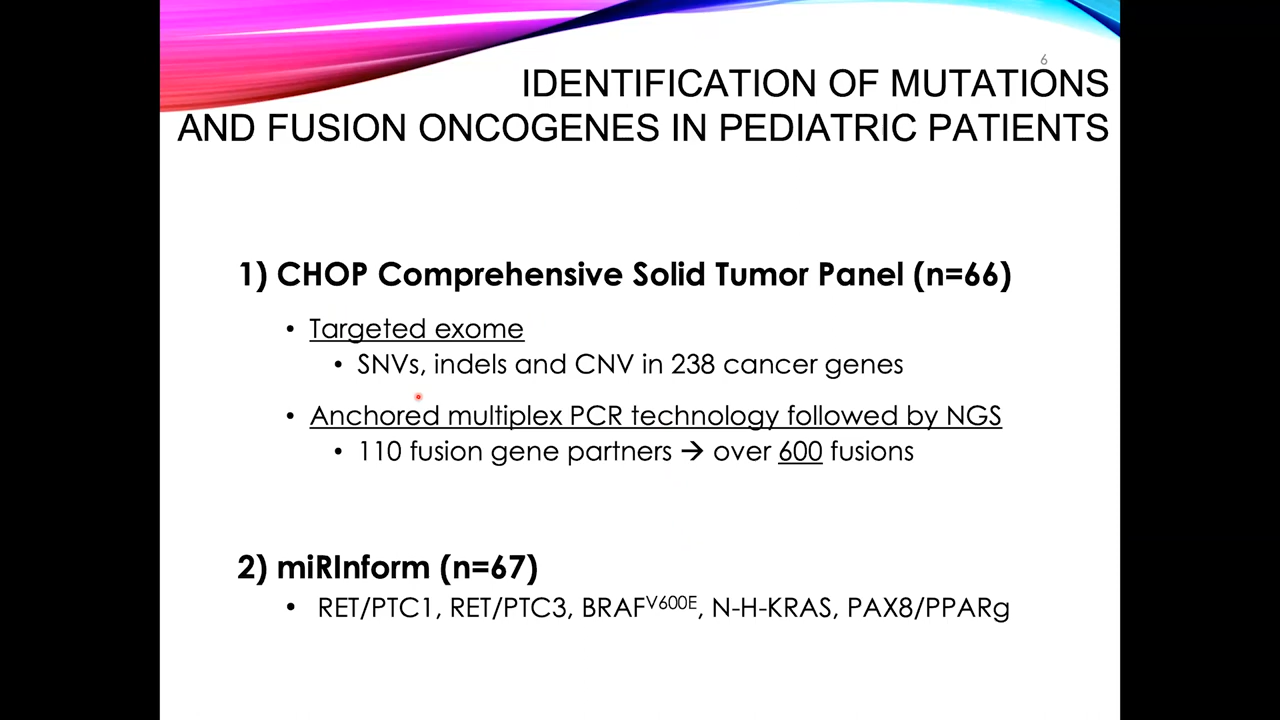 6
IDENTIFICATION OF MUTATIONS
AND FUSION ONCOGENES IN PEDIATRIC PATIENTS
1) CHOP Comprehensive Solid Tumor Panel (n=66)
• Targeted exome
• SNVs, indels and CNV in 238 cancer genes
• Anchored multiplex PCR technology followed by NGS
• 110 fusion gene partners → over 600 fusions
2) miRInform (n=67)
• RET/PTC1, RET/PTC3, BRAFV600E, N-H-KRAS, PAX8/PPARg